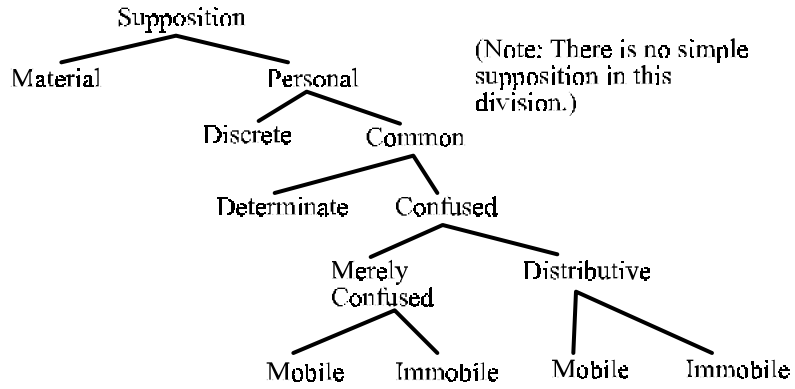 Supposition
(Note: There is no simple
supposition in this
division.)
Material
Personal
Discrete
Common
Determinate
Confused
Merely
Confused
Distributive
Mobile
Immobile
Mobile
Immobile